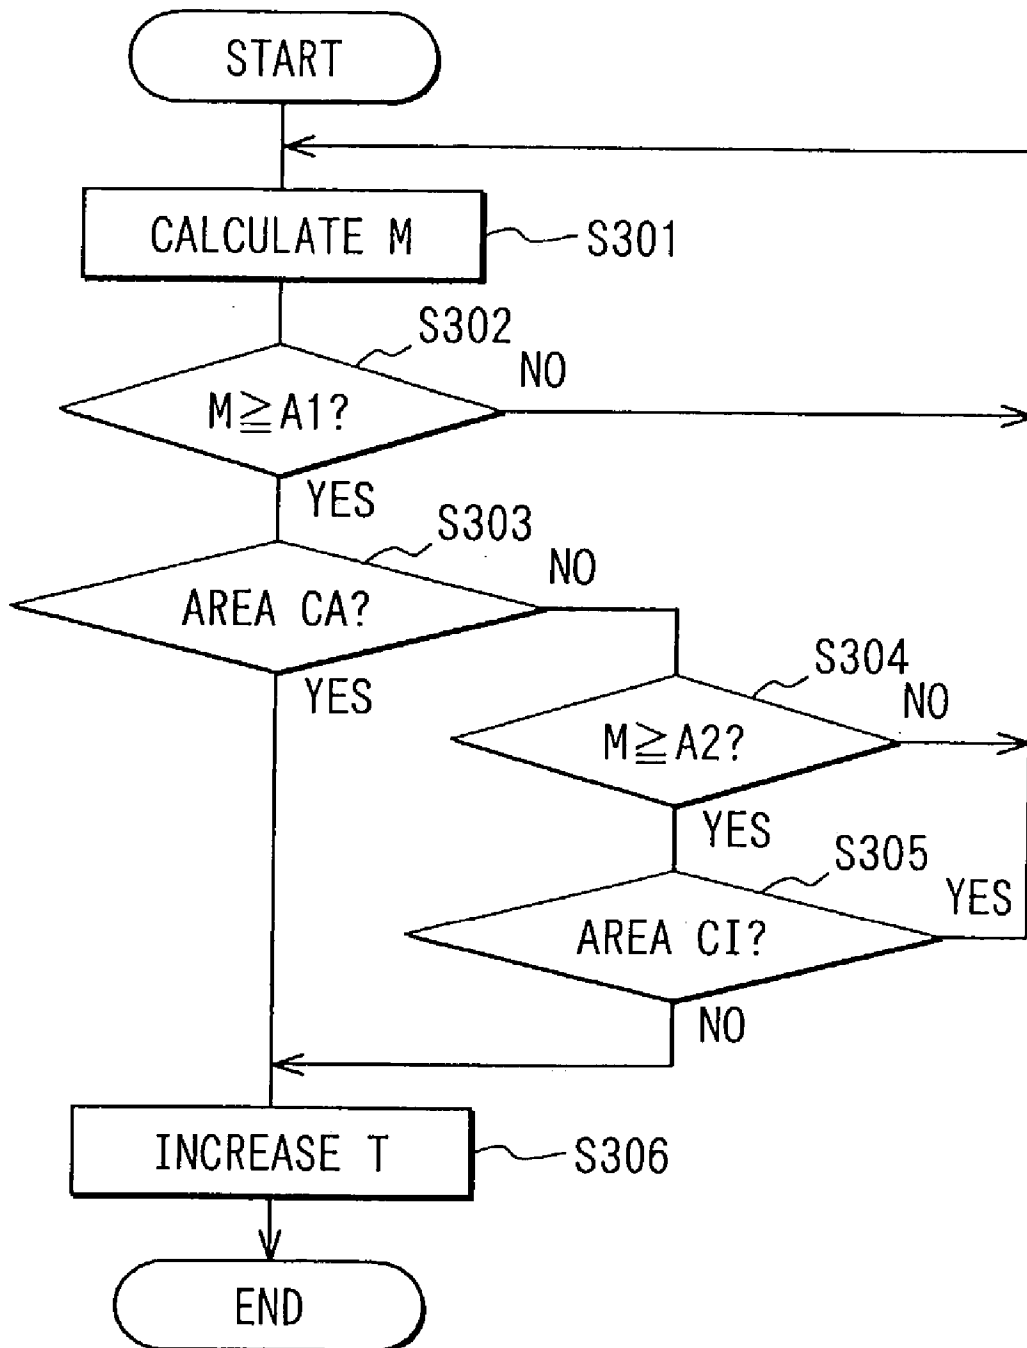 START
CALCULATE M
S301
S302
NO
M≧A1?
YES
S303
NO
AREA CA?
YES
S304
NO
M≧A2?
YES
S305
YES
AREA CI?
NO
INCREASE T
S306
END